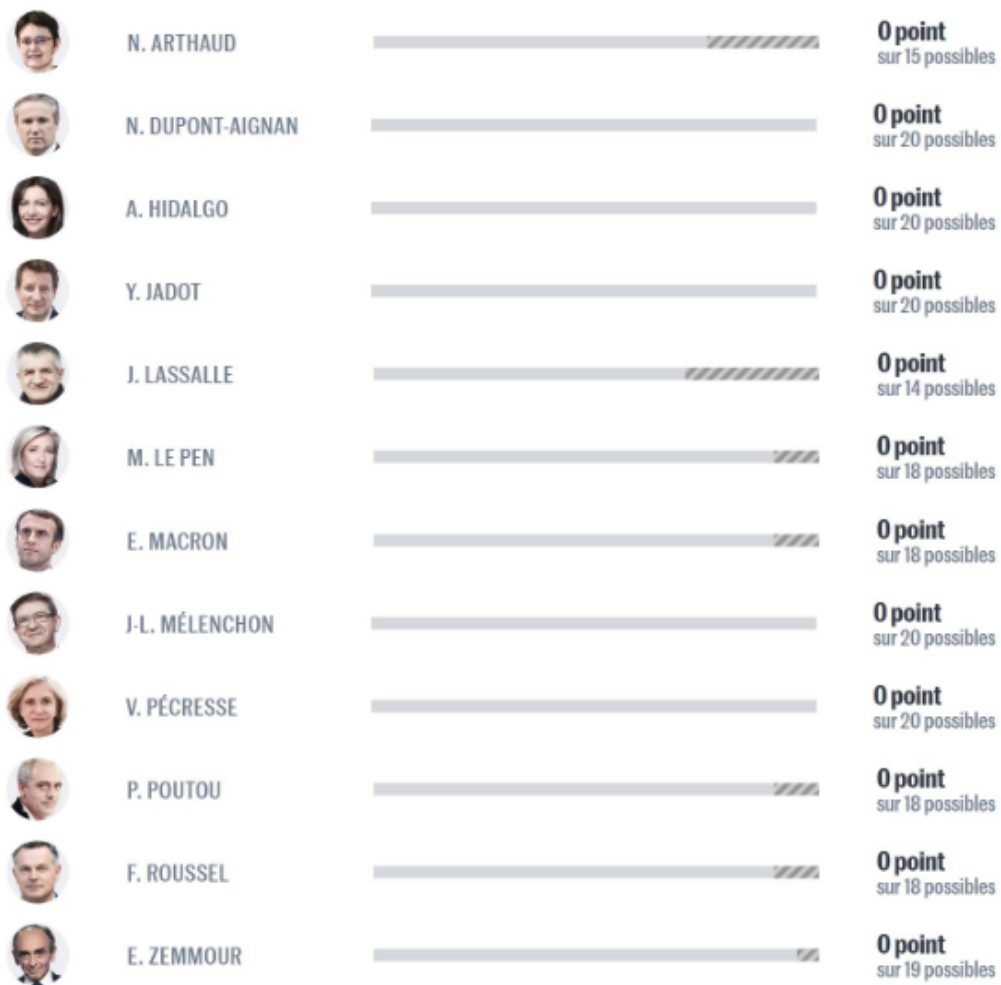 N. ARTHAUD
0 point
sur 15 possibles
N. DUPONT-AIGNAN
0 point
sur 20 possibles
A. HIDALGO
0 point
sur 20 possibles
Y. JADOT
0 point
sur 20 possibles
J. LASSALLE
0 point
sur 14 possibles
M. LE PEN
0 point
sur 18 possibles
E. MACRON
0 point
sur 18 possibles
J-L. MÉLENCHON
0 point
sur 20 possibles
V. PÉCRESSE
0 point
sur 20 possibles
P. POUTOU
0 point
sur 18 possibles
F. ROUSSEL
0 point
sur 18 possibles
E. ZEMMOUR
0 point
sur 19 possibles